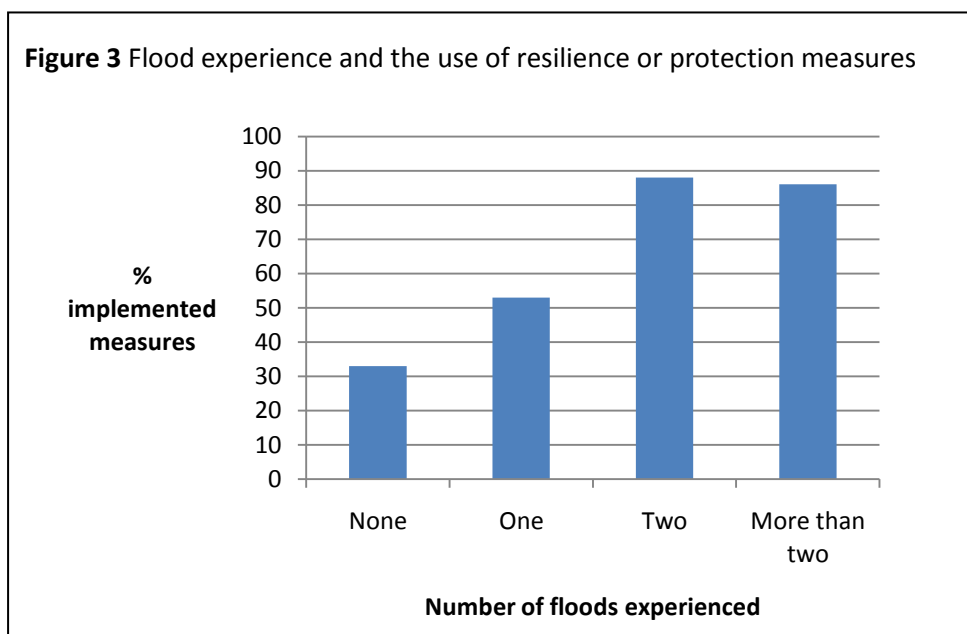 Figure 3 Flood experience and the use of resilience or protection measures
100
90
80
70
60
50
40
30
20
10
0
%
implemented
measures
None One Two More than
two
Number of floods experienced